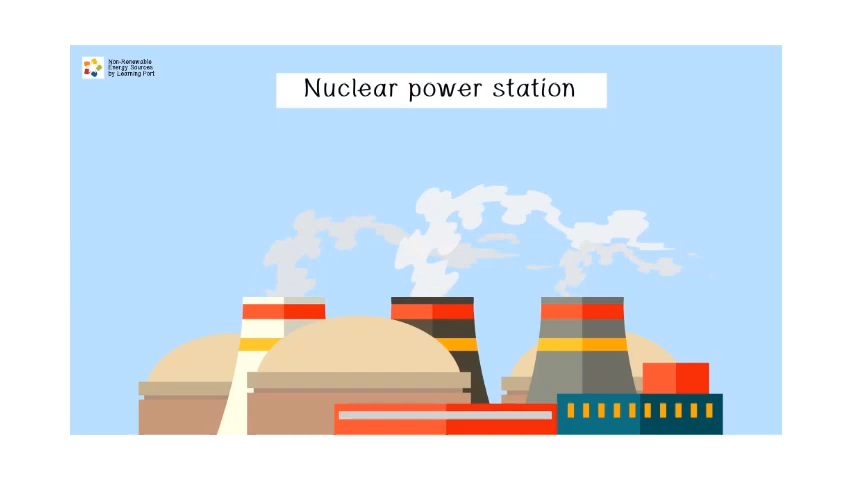 Non-Renewable
Energy Sources
by Learning Port
Nuclear power station